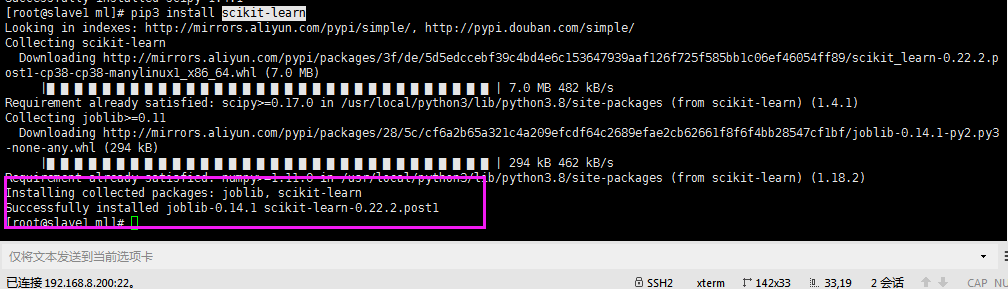 Successfully installed scipy-1.4.1
[root@slave1 ml]# pip3 install scikit-learn
Looking in indexes: http://mirrors.aliyun.com/pypi/simple/, http://pypi.douban.com/simple/
Collecting scikit-learn
Downloading http://mirrors.aliyun.com/pypi/packages/3f/de/5d5edccebf39c4bd4e6c153647939aaf126f725f585bb1c06ef46054ff89/scikit_learn-0.22.2.p
ost1-cp38-cp38-manylinux1_x86_64.whl (7.0 MB)
| | 7.0 MB 482 kB/s
Requirement already satisfied: scipy>=0.17.0 in /usr/local/python3/lib/python3.8/site-packages (from scikit-learn) (1.4.1)
Collecting joblib>=0.11
Downloading http://mirrors.aliyun.com/pypi/packages/28/5c/cf6a2b65a321c4a209efcdf64c2689efae2cb62661f8f6f4bb28547cf1bf/joblib-0.14.1-py2.py3
-none-any.whl (294 kB)
| | 294 kB 462 kB/s
Requirement already satisfied: numpy>=1.11.0 in /usr/local/python3/lib/python3.8/site-packages (from scikit-learn) (1.18.2)
Installing collected packages: joblib, scikit-learn
Successfully installed joblib-0.14.1 scikit-learn-0.22.2.post1
[root@slave1 ml]#
仅将文本发送到当前选项卡
已连接 192.168.8.200:22。 SSH2 xterm 142x33 33,19 2 会话 CAP NU